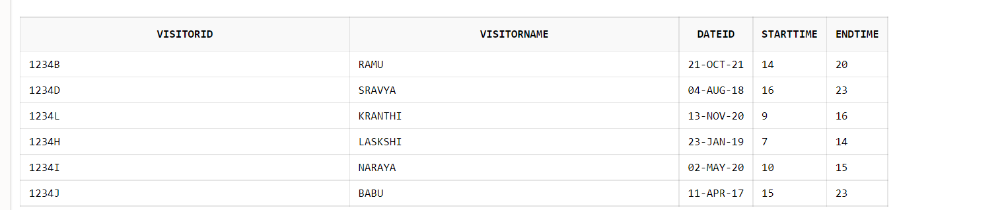 VISITORID VISITORNAME DATEID STARTTIME ENDTIME
1234B RAMU 21-OCT-21 14 20
1234D SRAVYA 04-AUG-18 16 23
1234L KRANTHI 13-NOV-20 9 16
1234H LASKSHI 23-JAN-19 7 14
1234I NARAYA 02-MAY-20 10 15
1234J BABU 11-APR-17 15 23